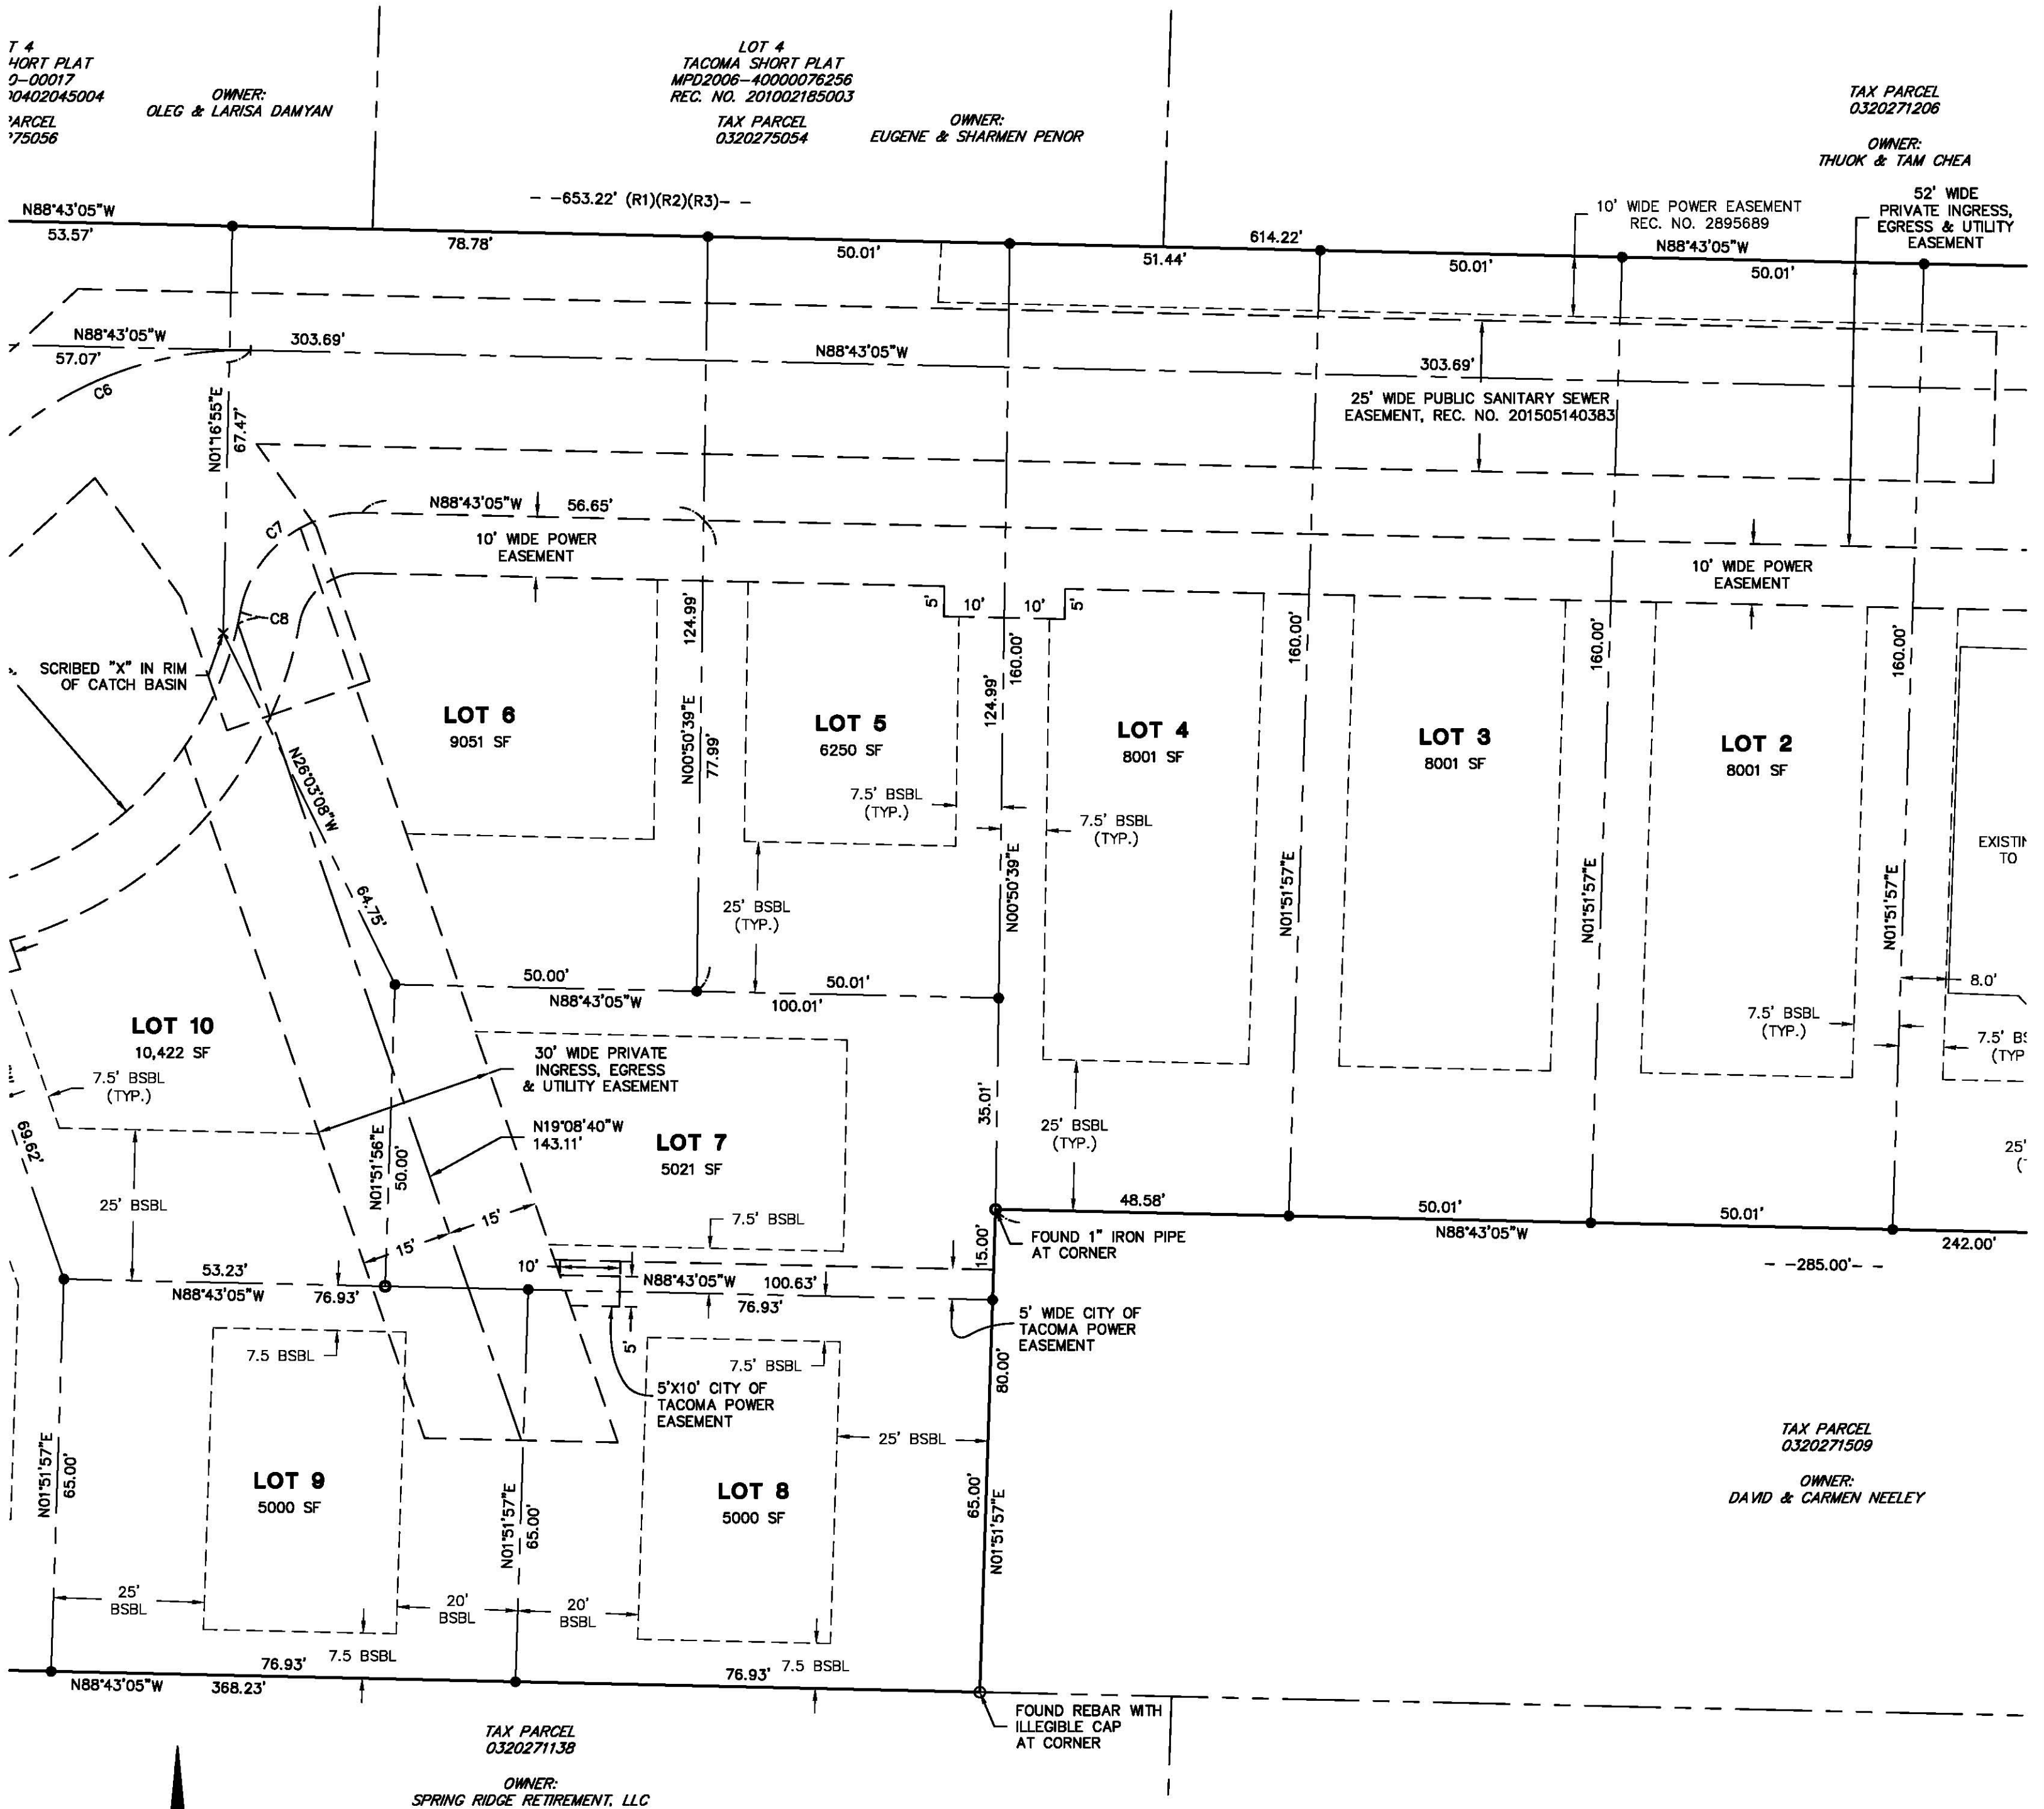 T 4
HORT PLAT
0-00017
00402045004
PARCEL
275056
OWNER:
OLEG & LARISA DAMYAN
LOT 4
TACOMA SHORT PLAT
MPD2006-40000076256
REC. NO. 201002185003
TAX PARCEL
0320275054
OWNER:
EUGENE & SHARMEN PENOR
TAX PARCEL
0320271206
OWNER:
THUOK & TAM CHEA
52' WIDE
PRIVATE INGRESS,
EGRESS & UTILITY
EASEMENT
10' WIDE POWER EASEMENT
REC. NO. 2895689
- -653.22' (R1)(R2)(R3)- -
N88°43'05"W
53.57'
78.78'
50.01'
51.44'
614.22'
50.01'
N88°43'05"W
50.01'
N88°43'05"W
57.07'
303.69'
N88°43'05"W
303.69'
C6
N01°16'55"E
67.47'
25' WIDE PUBLIC SANITARY SEWER
EASEMENT, REC. NO. 201505140383
N88°43'05"W
56.65'
C7
10' WIDE POWER
EASEMENT
10' WIDE POWER
EASEMENT
C8
5'
10'
10'
5'
124.99'
160.00'
160.00'
160.00'
160.00'
SCRIBED "X" IN RIM
OF CATCH BASIN
LOT 6
9051 SF
LOT 5
6250 SF
LOT 4
8001 SF
LOT 3
8001 SF
LOT 2
8001 SF
N00°50'39"E
77.99'
124.99'
N26°03'08"W
64.75'
7.5' BSBL
(TYP.)
7.5' BSBL
(TYP.)
25' BSBL
(TYP.)
N00°50'39"E
N01°51'57"E
N01°51'57"E
N01°51'57"E
EXISTIN
TO
8.0'
7.5' BSBL
(TYP.)
7.5' BS
(TYP
50.00'
N88°43'05"W
50.01'
100.01'
LOT 10
10,422 SF
7.5' BSBL
(TYP.)
30' WIDE PRIVATE
INGRESS, EGRESS
& UTILITY EASEMENT
N19°08'40"W
143.11'
LOT 7
5021 SF
35.01'
25' BSBL
(TYP.)
25'
69.62'
25' BSBL
N01°51'56"E
50.00'
15'
15'
7.5' BSBL
15.00'
48.58'
50.01'
N88°43'05"W
50.01'
242.00'
- -285.00'- -
FOUND 1" IRON PIPE
AT CORNER
53.23'
N88°43'05"W
76.93'
10'
N88°43'05"W
100.63'
76.93'
5'
5' WIDE CITY OF
TACOMA POWER
EASEMENT
7.5 BSBL
7.5' BSBL
80.00'
5'X10' CITY OF
TACOMA POWER
EASEMENT
25' BSBL
TAX PARCEL
0320271509
OWNER:
DAVID & CARMEN NEELEY
LOT 9
5000 SF
LOT 8
5000 SF
N01°51'57"E
65.00'
N01°51'57"E
65.00'
65.00'
N01°51'57"E
25'
BSBL
20'
BSBL
20'
BSBL
7.5 BSBL
7.5 BSBL
76.93'
76.93'
N88°43'05"W
368.23'
FOUND REBAR WITH
ILLEGIBLE CAP
AT CORNER
TAX PARCEL
0320271138
OWNER:
SPRING RIDGE RETIREMENT, LLC